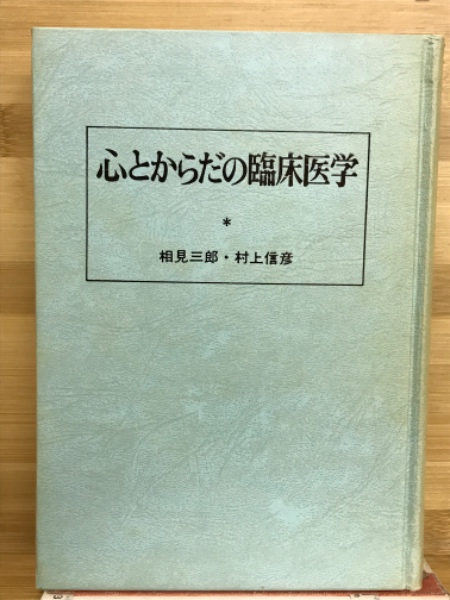 心とからだの臨床医学
*
相見三郎・村上信彦